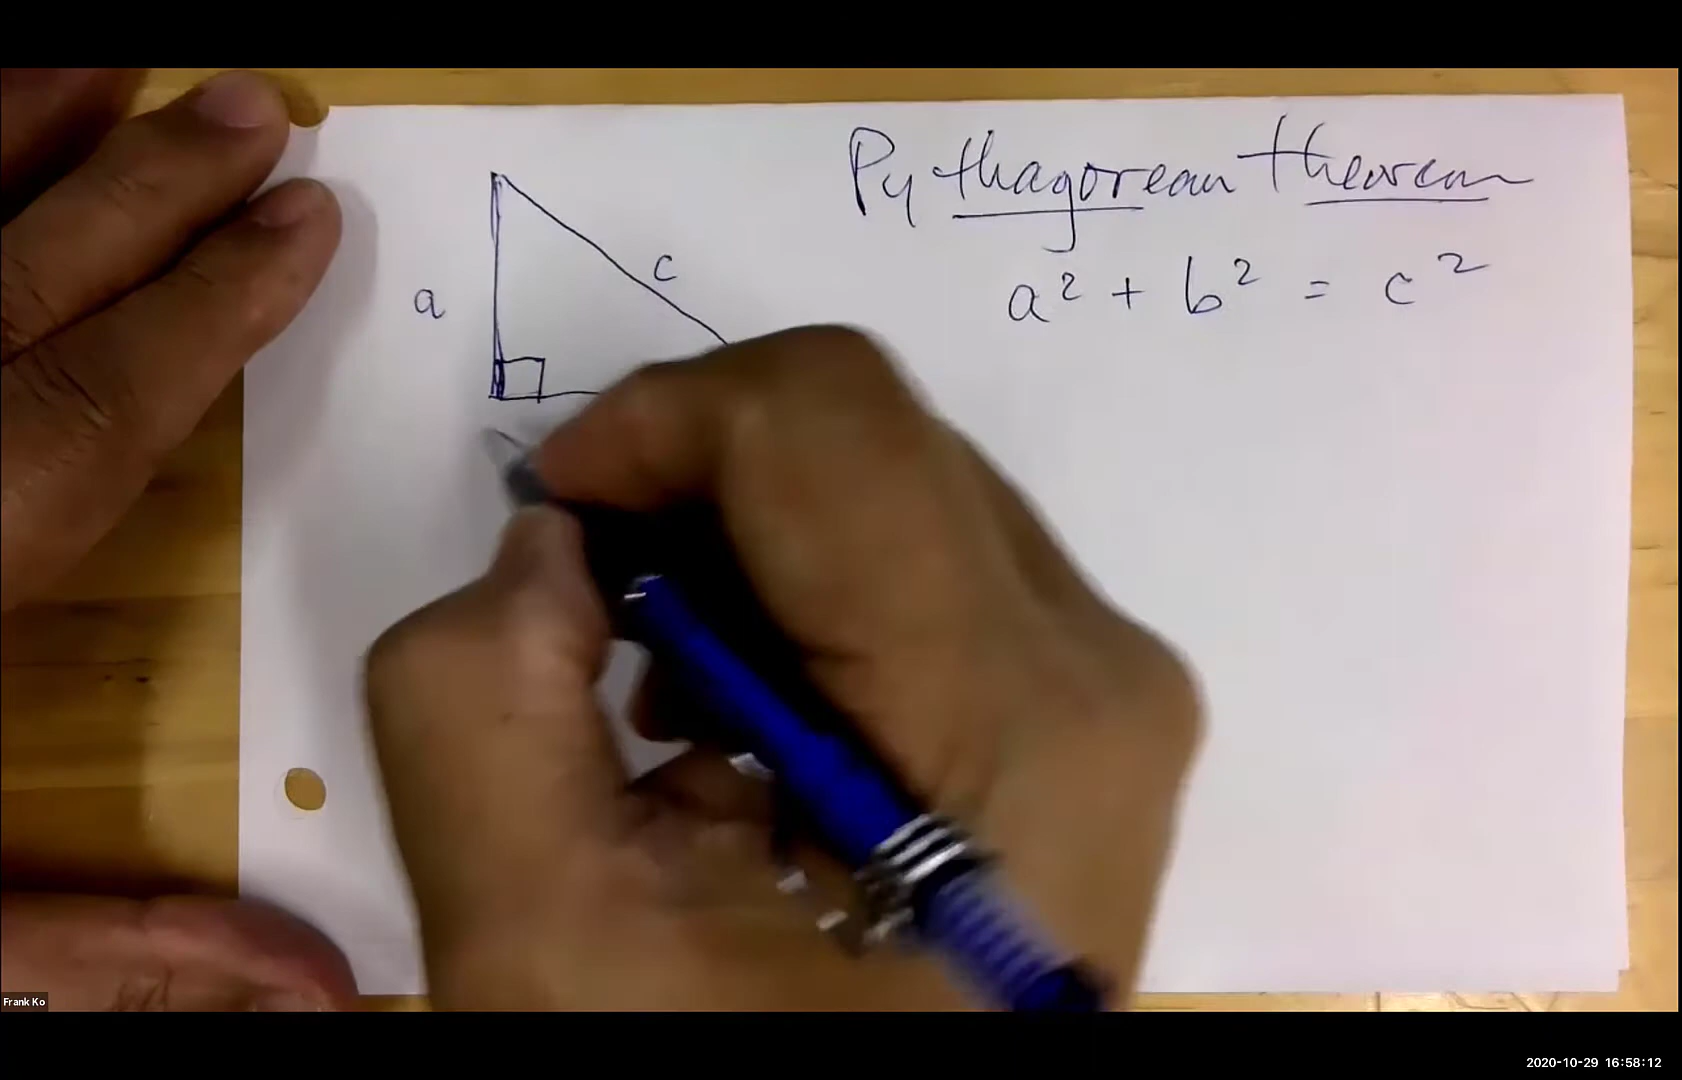 Pythagorean theorem
a² + b² = c²
a
c
Frank Ko
2020-10-29 16:58:12